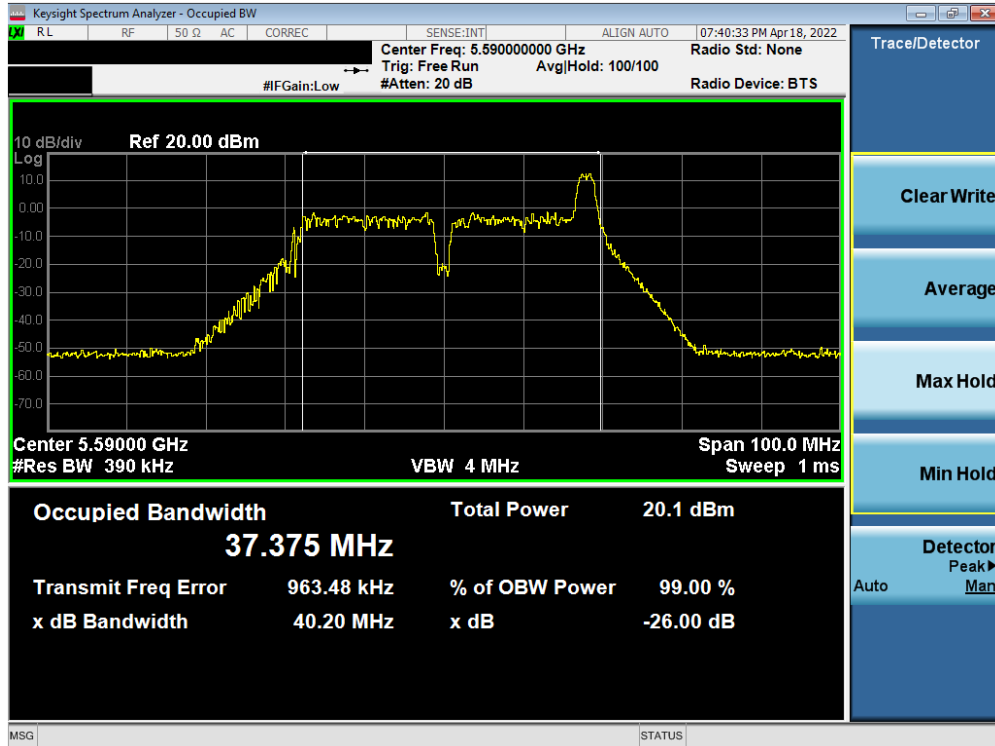 Keysight Spectrum Analyzer - Occupied BW
LXI RL RF 50 Ω AC CORREC SENSE:INT ALIGN AUTO 07:40:33 PM Apr 18, 2022
Center Freq: 5.590000000 GHz Radio Std: None
Trig: Free Run Avg|Hold: 100/100
#IFGain:Low #Atten: 20 dB Radio Device: BTS
10 dB/div Ref 20.00 dBm
Log
10.0
0.00
-10.0
-20.0
-30.0
-40.0
-50.0
-60.0
-70.0
Center 5.59000 GHz Span 100.0 MHz
#Res BW 390 kHz VBW 4 MHz Sweep 1 ms
Occupied Bandwidth Total Power 20.1 dBm
37.375 MHz
Transmit Freq Error 963.48 kHz % of OBW Power 99.00 %
x dB Bandwidth 40.20 MHz x dB -26.00 dB
MSG STATUS
Trace/Detector
Clear Write
Average
Max Hold
Min Hold
Detector
Peak▶
Auto Man